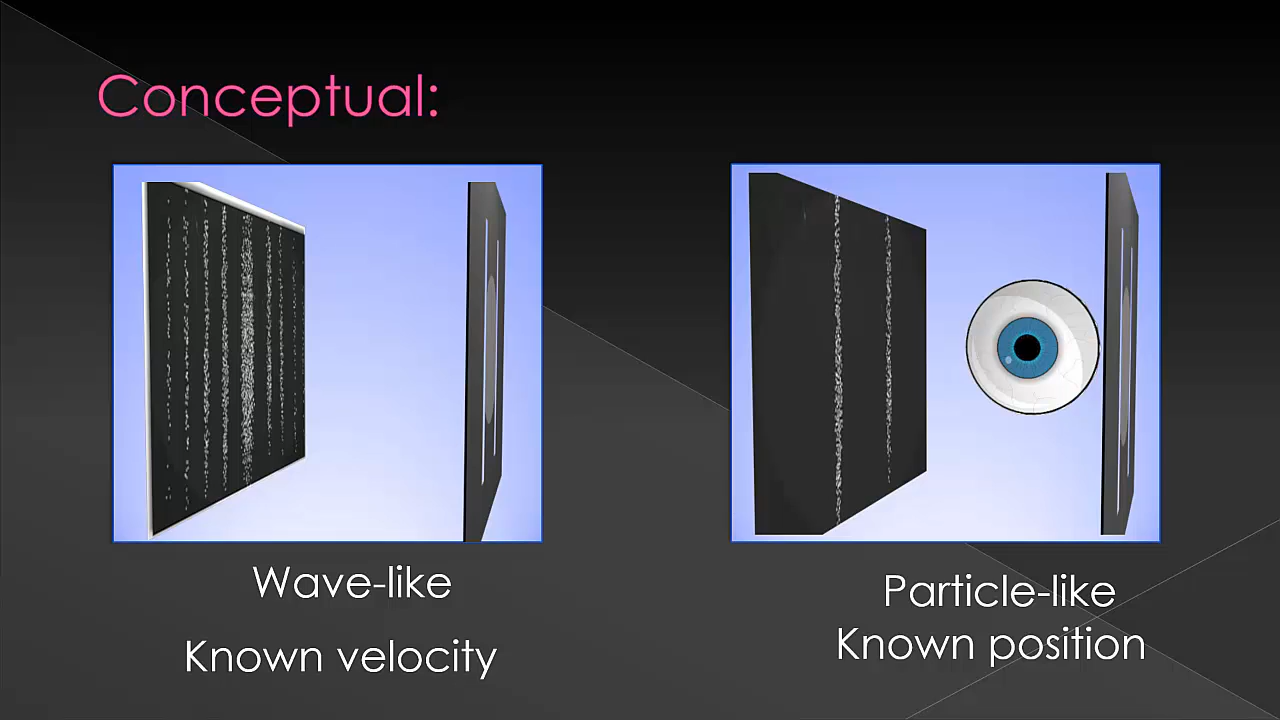 Conceptual:
Wave-like
Known velocity
Particle-like
Known position